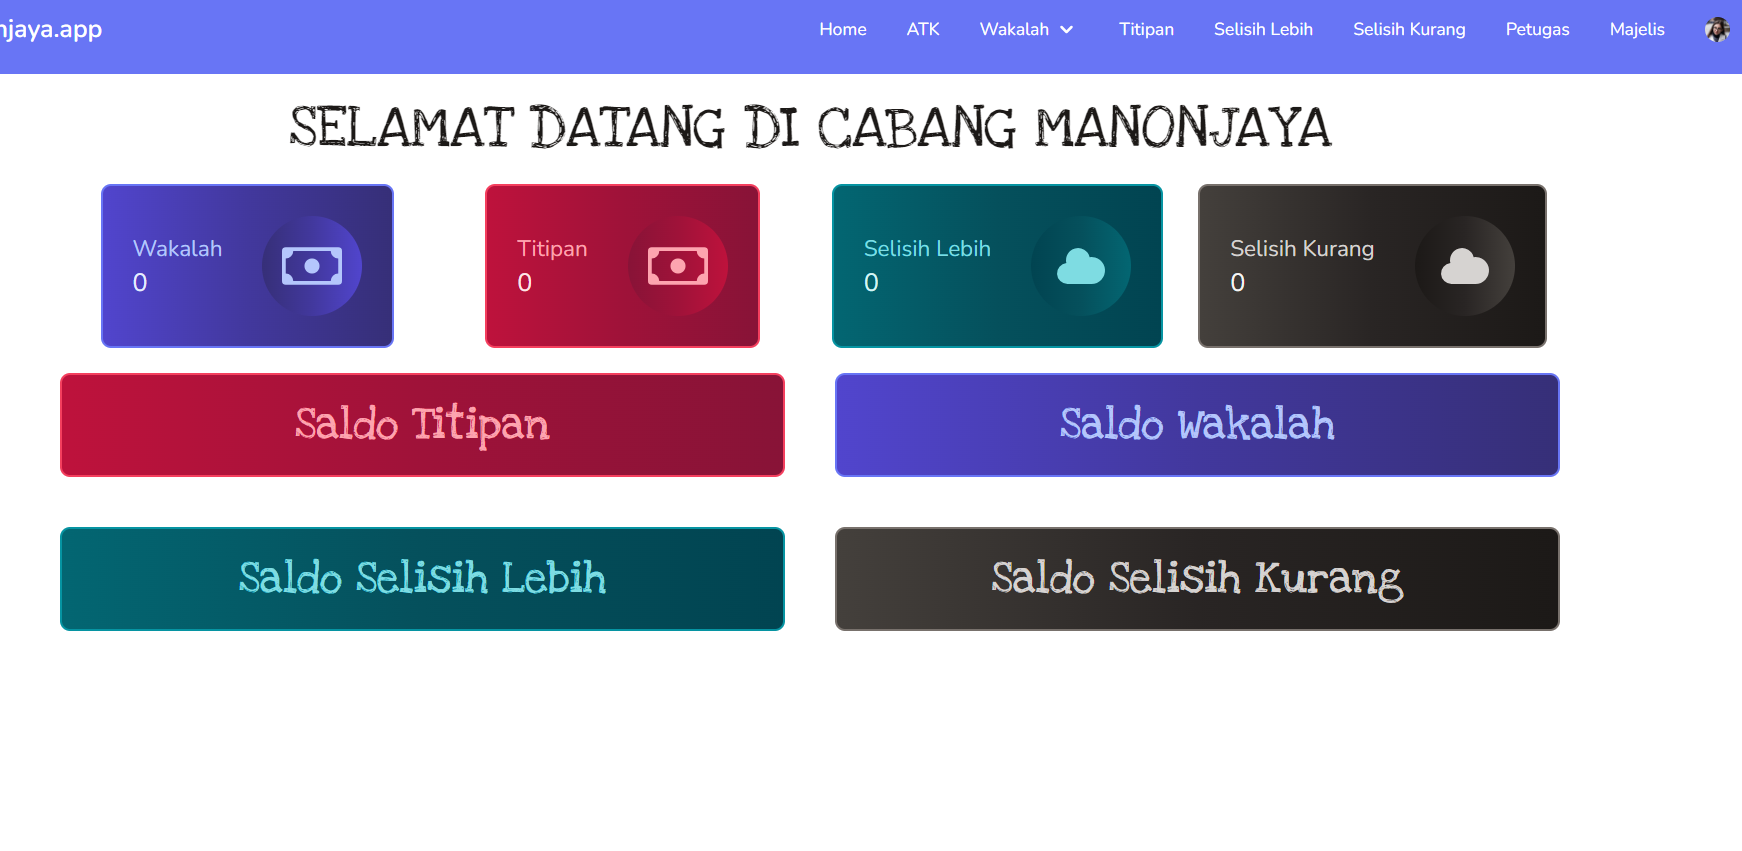 njaya.app
Home ATK Wakalah Titipan Selisih Lebih Selisih Kurang Petugas Majelis
SELAMAT DATANG DI CABANG MANONJAYA
Wakalah
0
Titipan
0
Selisih Lebih
0
Selisih Kurang
0
Saldo Titipan
Saldo Wakalah
Saldo Selisih Lebih
Saldo Selisih Kurang